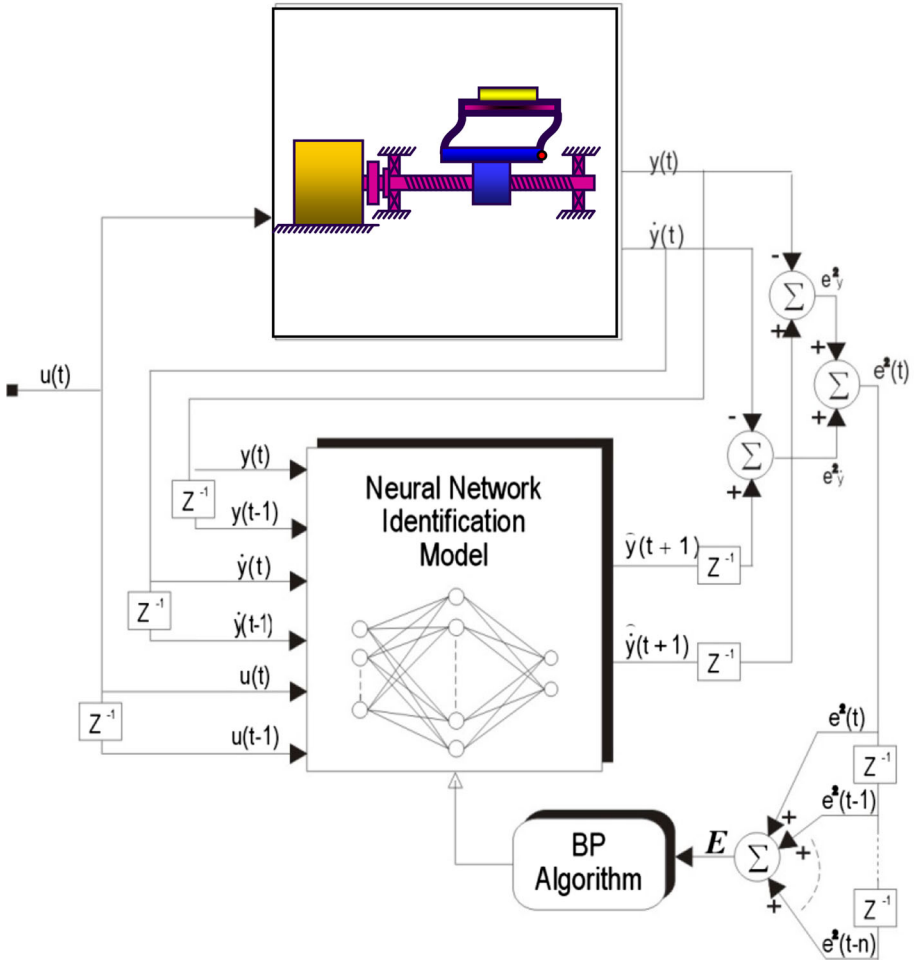 y(t)
ẏ(t)
-
Σ
e²y
+
+
u(t)
Σ
e²(t)
+
-
Σ
e²ẏ
+
y(t)
Z⁻¹
y(t-1)
ẏ(t)
Z⁻¹
ẏ(t-1)
u(t)
Z⁻¹
u(t-1)
Neural Network
Identification
Model
ŷ(t + 1)
Z⁻¹
ẏ̂(t+1)
Z⁻¹
e²(t)
Z⁻¹
e²(t-1)
+
+
Σ
E
BP
Algorithm
+
Z⁻¹
e²(t-n)